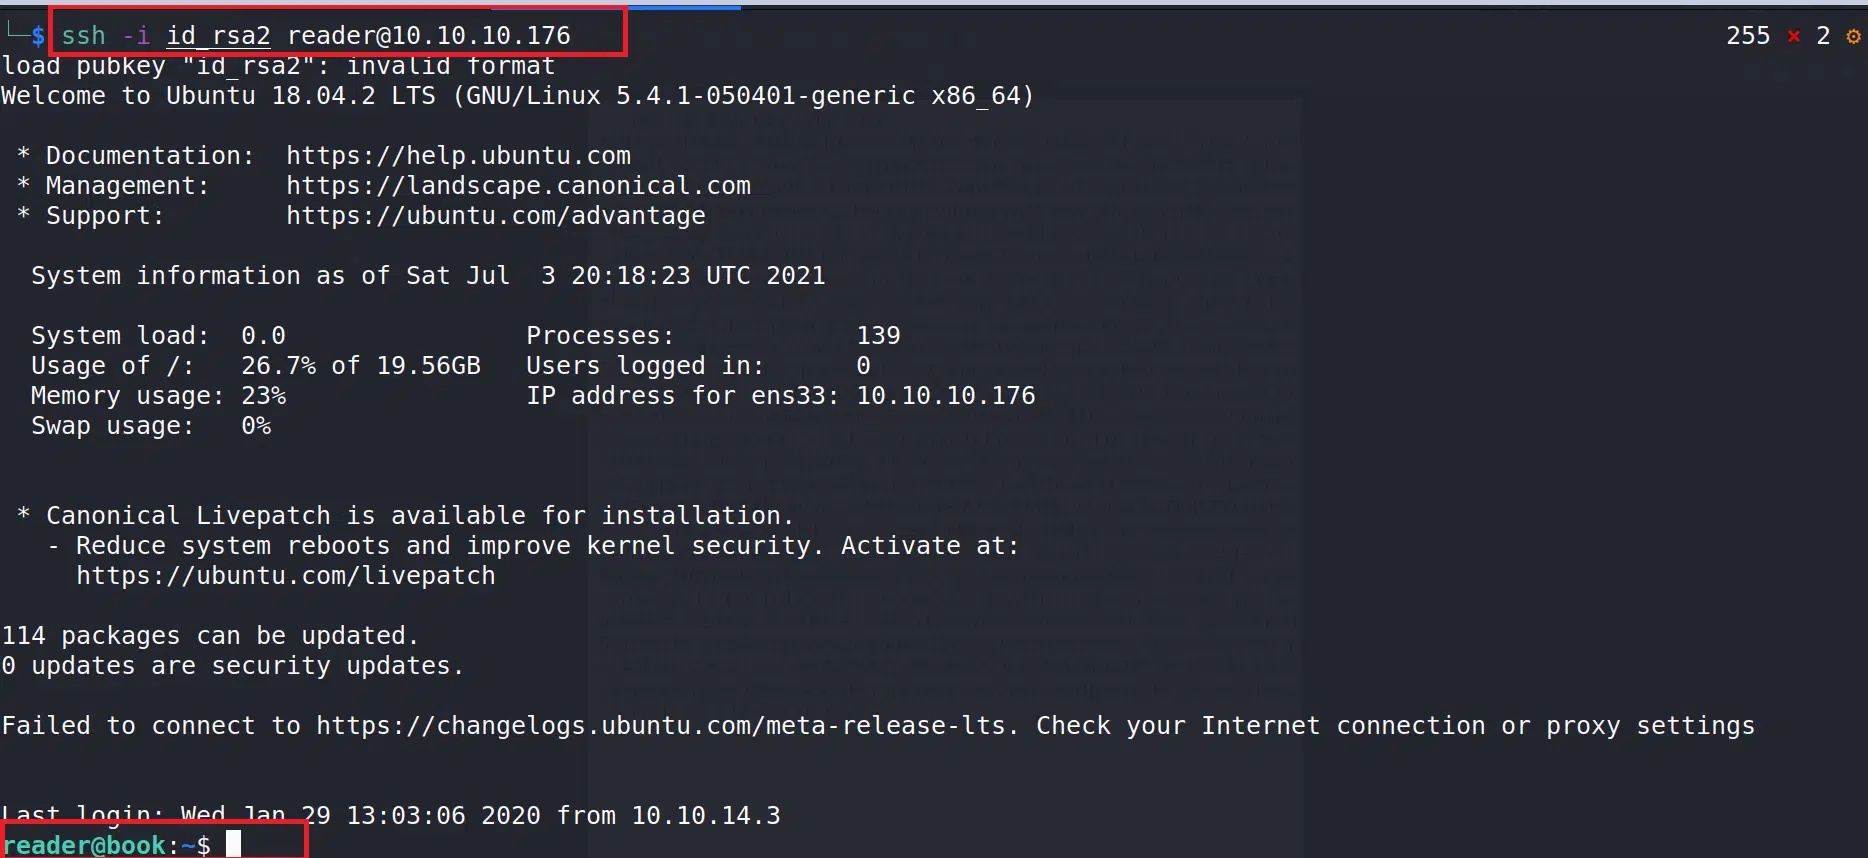 └─$ ssh -i id_rsa2 reader@10.10.10.176 255 ⨯ 2 ⚙
load pubkey "id_rsa2": invalid format
Welcome to Ubuntu 18.04.2 LTS (GNU/Linux 5.4.1-050401-generic x86_64)
* Documentation: https://help.ubuntu.com
* Management: https://landscape.canonical.com
* Support: https://ubuntu.com/advantage
System information as of Sat Jul 3 20:18:23 UTC 2021
System load: 0.0 Processes: 139
Usage of /: 26.7% of 19.56GB Users logged in: 0
Memory usage: 23% IP address for ens33: 10.10.10.176
Swap usage: 0%
* Canonical Livepatch is available for installation.
- Reduce system reboots and improve kernel security. Activate at:
https://ubuntu.com/livepatch
114 packages can be updated.
0 updates are security updates.
Failed to connect to https://changelogs.ubuntu.com/meta-release-lts. Check your Internet connection or proxy settings
Last login: Wed Jan 29 13:03:06 2020 from 10.10.14.3
reader@book:~$